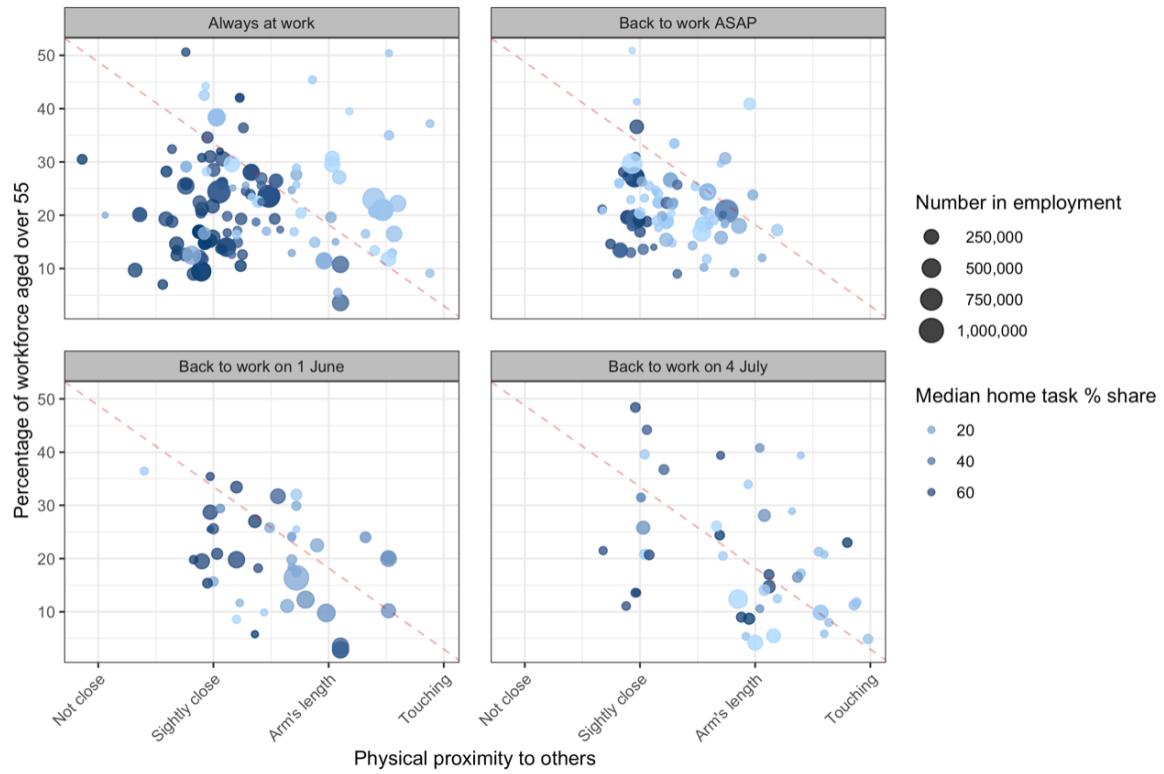 Always at work
Back to work ASAP
50
40
30
20
10
Back to work on 1 June
Back to work on 4 July
50
40
30
20
10
Not close
Sightly close
Arm's length
Touching
Not close
Sightly close
Arm's length
Touching
Physical proximity to others
Percentage of workforce aged over 55
Number in employment
250,000
500,000
750,000
1,000,000
Median home task % share
20
40
60